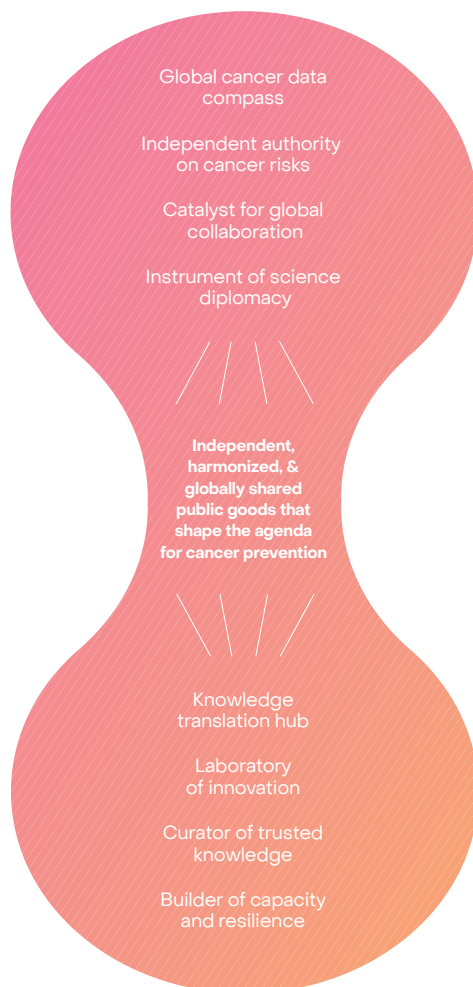 Global cancer data
compass
Independent authority
on cancer risks
Catalyst for global
collaboration
Instrument of science
diplomacy
Independent,
harmonized, &
globally shared
public goods that
shape the agenda
for cancer prevention
Knowledge
translation hub
Laboratory
of innovation
Curator of trusted
knowledge
Builder of capacity
and resilience